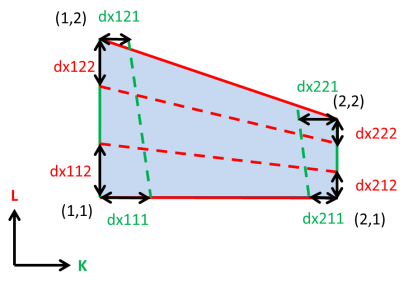 (1,2) dx121
dx122
dx221
(2,2)
dx222
dx112
dx212
L
(1,1)
dx111
dx211
(2,1)
K